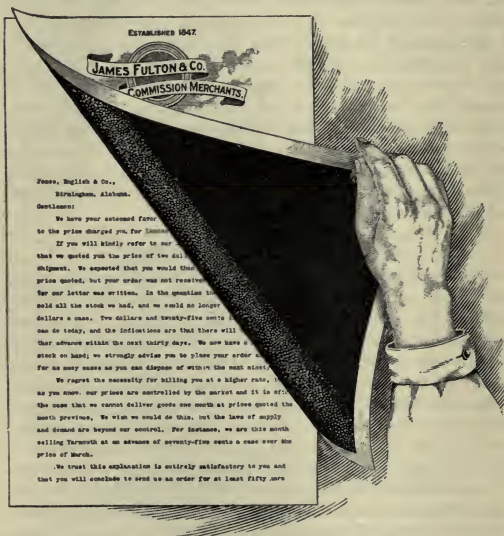 ESTABLISHED 1847.
JAMES FULTON & CO.
COMMISSION MERCHANTS.
Jones, English & Co.,
Birmingham, Alabama.
Gentlemen:
We have your esteemed favor
to the price charged you for
If you will kindly refer to our
that we quoted you the price of two
shipment. We expected that you would then
price quoted, but your order was not received
for our letter was written. In the
sold all the stock we had, and we could no longer
dollars a case. Two dollars and twenty-five cents
can do today, and the indications are that there will
ther advance within the next thirty days. We now have a
stock on hand; we strongly advise you to place your order
for as many cases as you can dispose of within the next ninety
We regret the necessity for billing you at a higher rate,
as you know, our prices are controlled by the market and it is
the case that we cannot deliver goods one month at prices quoted the
month previous. We wish we could do this, but the laws of supply
and demand are beyond our control. For instance, we are this month
selling Yarmouth at an advance of seventy-five cents a case over the
price of March.
We trust this explanation is entirely satisfactory to you and
that you will conclude to send us an order for at least fifty more